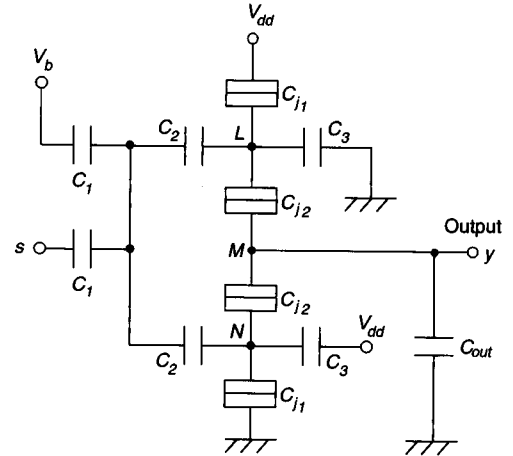 V_dd
V_b
C_j1
C_2
L
C_3
C_1
C_j2
Output
s
C_1
M
y
C_j2
V_dd
N
C_2
C_3
C_out
C_j1